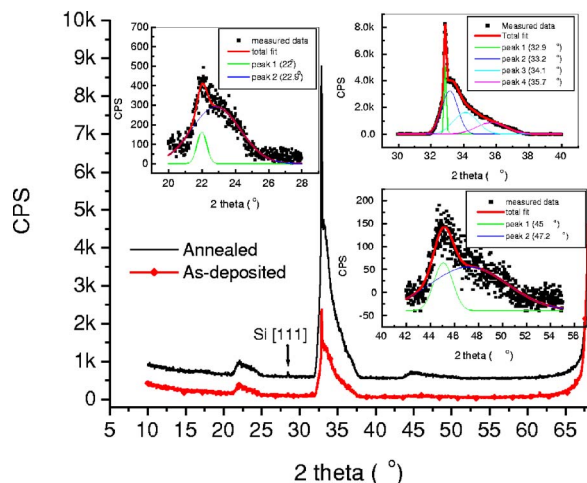 700
600
500
400
300
200
100
0
CPS
20 22 24 26 28
2 theta ( °)
measured data
total fit
peak 1 (22°)
peak 2 (22.9°)
8.0k
6.0k
4.0k
2.0k
0.0
CPS
30 32 34 36 38 40
2 theta ( °)
Measured data
Total fit
peak 1 (32.9 °)
peak 2 (33.2 °)
peak 3 (34.1 °)
peak 4 (35.7 °)
200
150
100
50
0
-50
CPS
42 44 46 48 50 52 54 56 58
2 theta ( °)
measured data
total fit
peak 1 (45 °)
peak 2 (47.2 °)
10k
9k
8k
7k
6k
5k
4k
3k
2k
1k
0
CPS
Annealed
As-deposited
Si [111]
5 10 15 20 25 30 35 40 45 50 55 60 65
2 theta ( °)